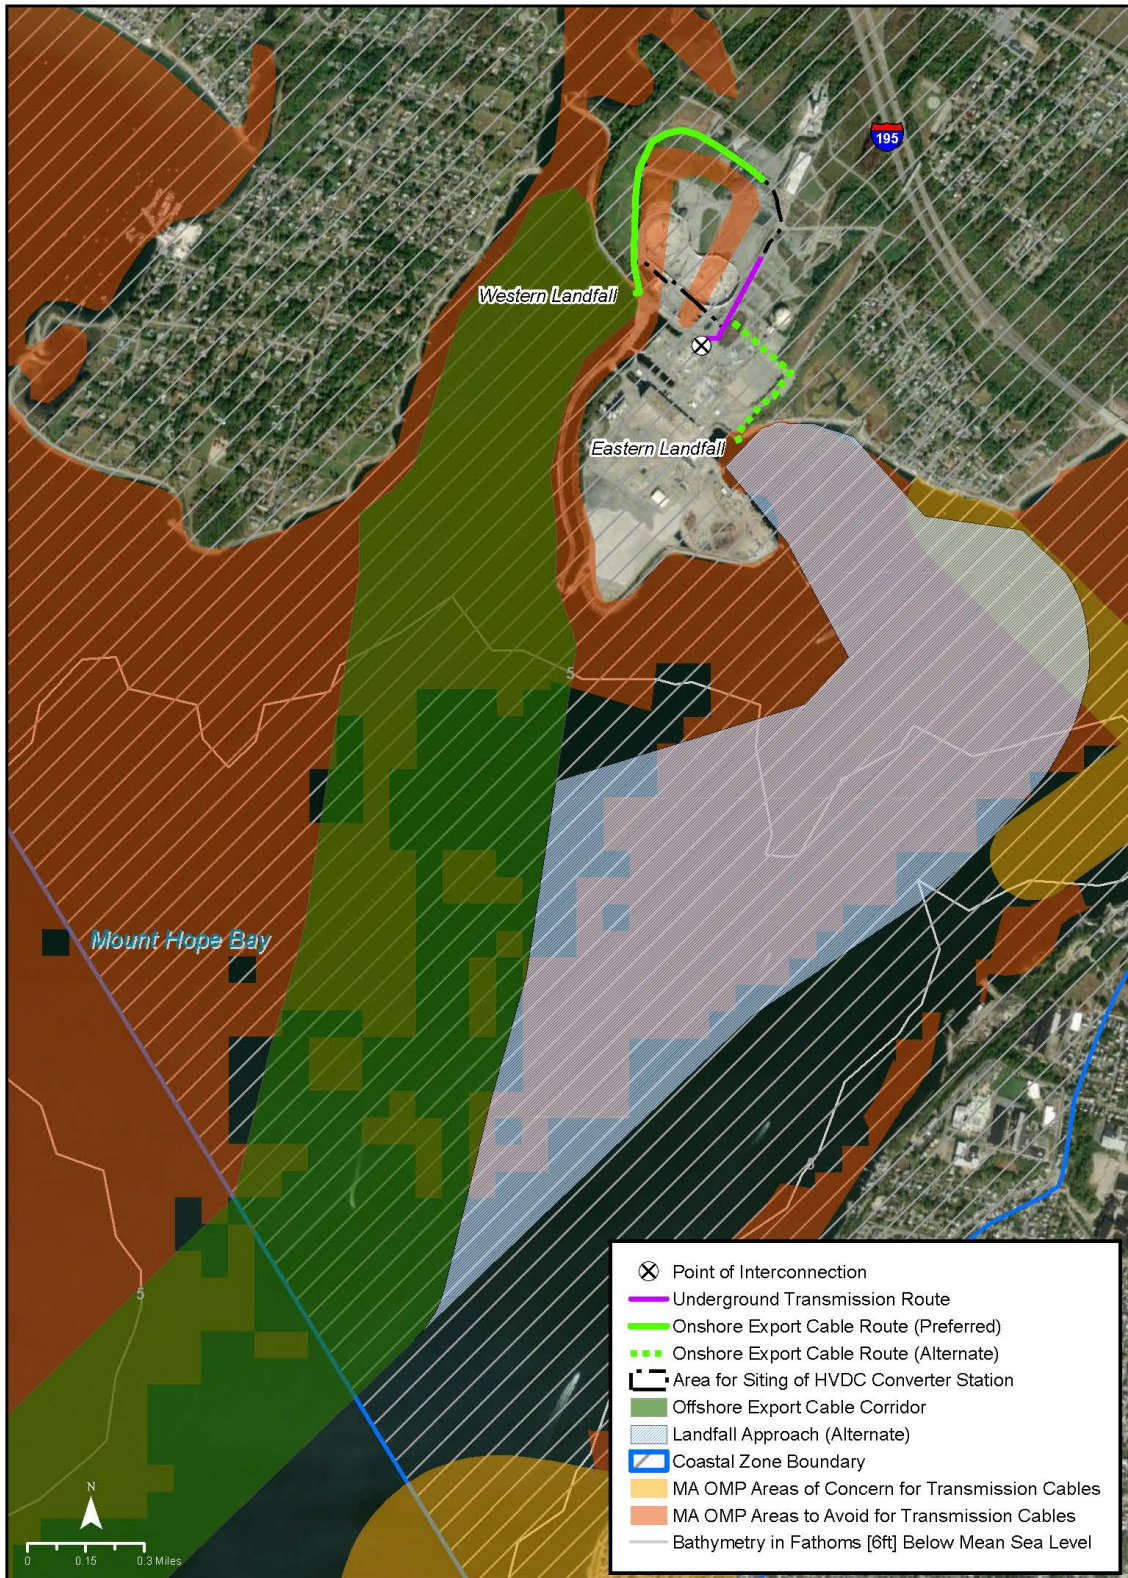 195
Western Landfall
Eastern Landfall
5
Mount Hope Bay
5
5
N
0 0.15 0.3 Miles
Point of Interconnection
Underground Transmission Route
Onshore Export Cable Route (Preferred)
Onshore Export Cable Route (Alternate)
Area for Siting of HVDC Converter Station
Offshore Export Cable Corridor
Landfall Approach (Alternate)
Coastal Zone Boundary
MA OMP Areas of Concern for Transmission Cables
MA OMP Areas to Avoid for Transmission Cables
Bathymetry in Fathoms [6ft] Below Mean Sea Level